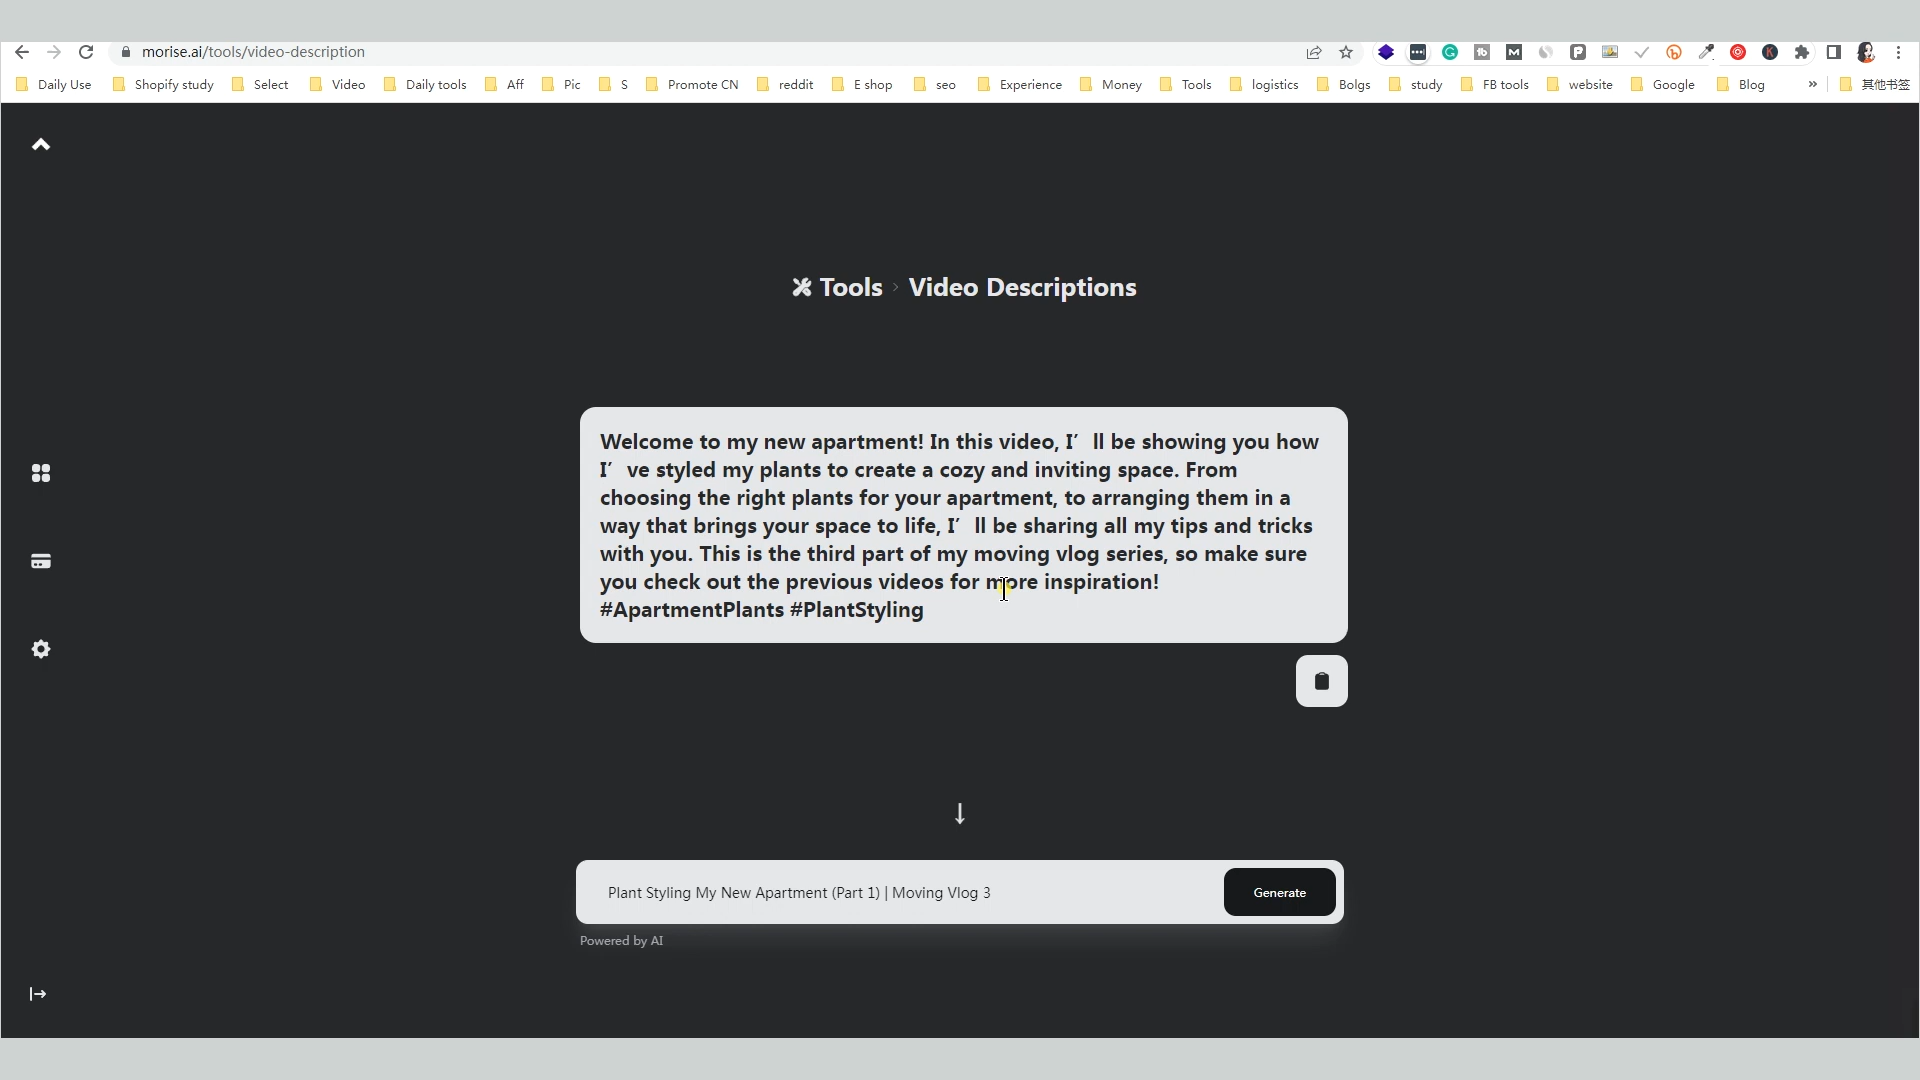 morise.ai/tools/video-description
Daily Use Shopify study Select Video Daily tools Aff Pic S Promote CN reddit E shop seo Experience Money Tools logistics Bolgs study FB tools website Google Blog » 其他书签
Tools › Video Descriptions
Welcome to my new apartment! In this video, I’ll be showing you how
I’ve styled my plants to create a cozy and inviting space. From
choosing the right plants for your apartment, to arranging them in a
way that brings your space to life, I’ll be sharing all my tips and tricks
with you. This is the third part of my moving vlog series, so make sure
you check out the previous videos for more inspiration!
#ApartmentPlants #PlantStyling
Plant Styling My New Apartment (Part 1) | Moving Vlog 3
Generate
Powered by AI